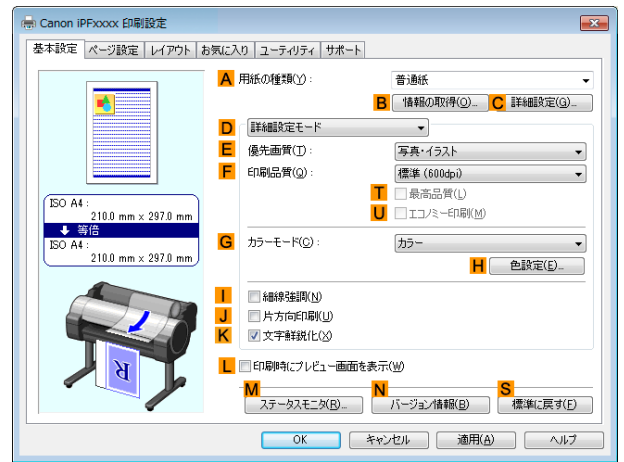 Canon iPFxxxx 印刷設定
基本設定 ページ設定 レイアウト お気に入り ユーティリティ サポート
A 用紙の種類(Y): 普通紙
B 情報の取得(O)... C 詳細設定(G)...
D 詳細設定モード
E 優先画質(T): 写真・イラスト
F 印刷品質(Q): 標準 (600dpi)
T 最高品質(L)
U エコノミー印刷(M)
ISO A4 :
210.0 mm x 297.0 mm
等倍
ISO A4 :
210.0 mm x 297.0 mm
G カラーモード(C): カラー
H 色設定(E)...
I 細線強調(N)
J 片方向印刷(U)
K 文字鮮鋭化(X)
R
L 印刷時にプレビュー画面を表示(W)
M N S
ステータスモニタ(R)... バージョン情報(B) 標準に戻す(F)
OK キャンセル 適用(A) ヘルプ